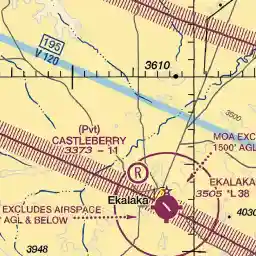 195
V 120
3610
3500
(Pvt)
CASTLEBERRY
3373 - 11
MOA EXC
1500' AGL
R
EKALAKA
3505 *L 38
Ekalaka
EXCLUDES AIRSPACE
AGL & BELOW
4030
3948